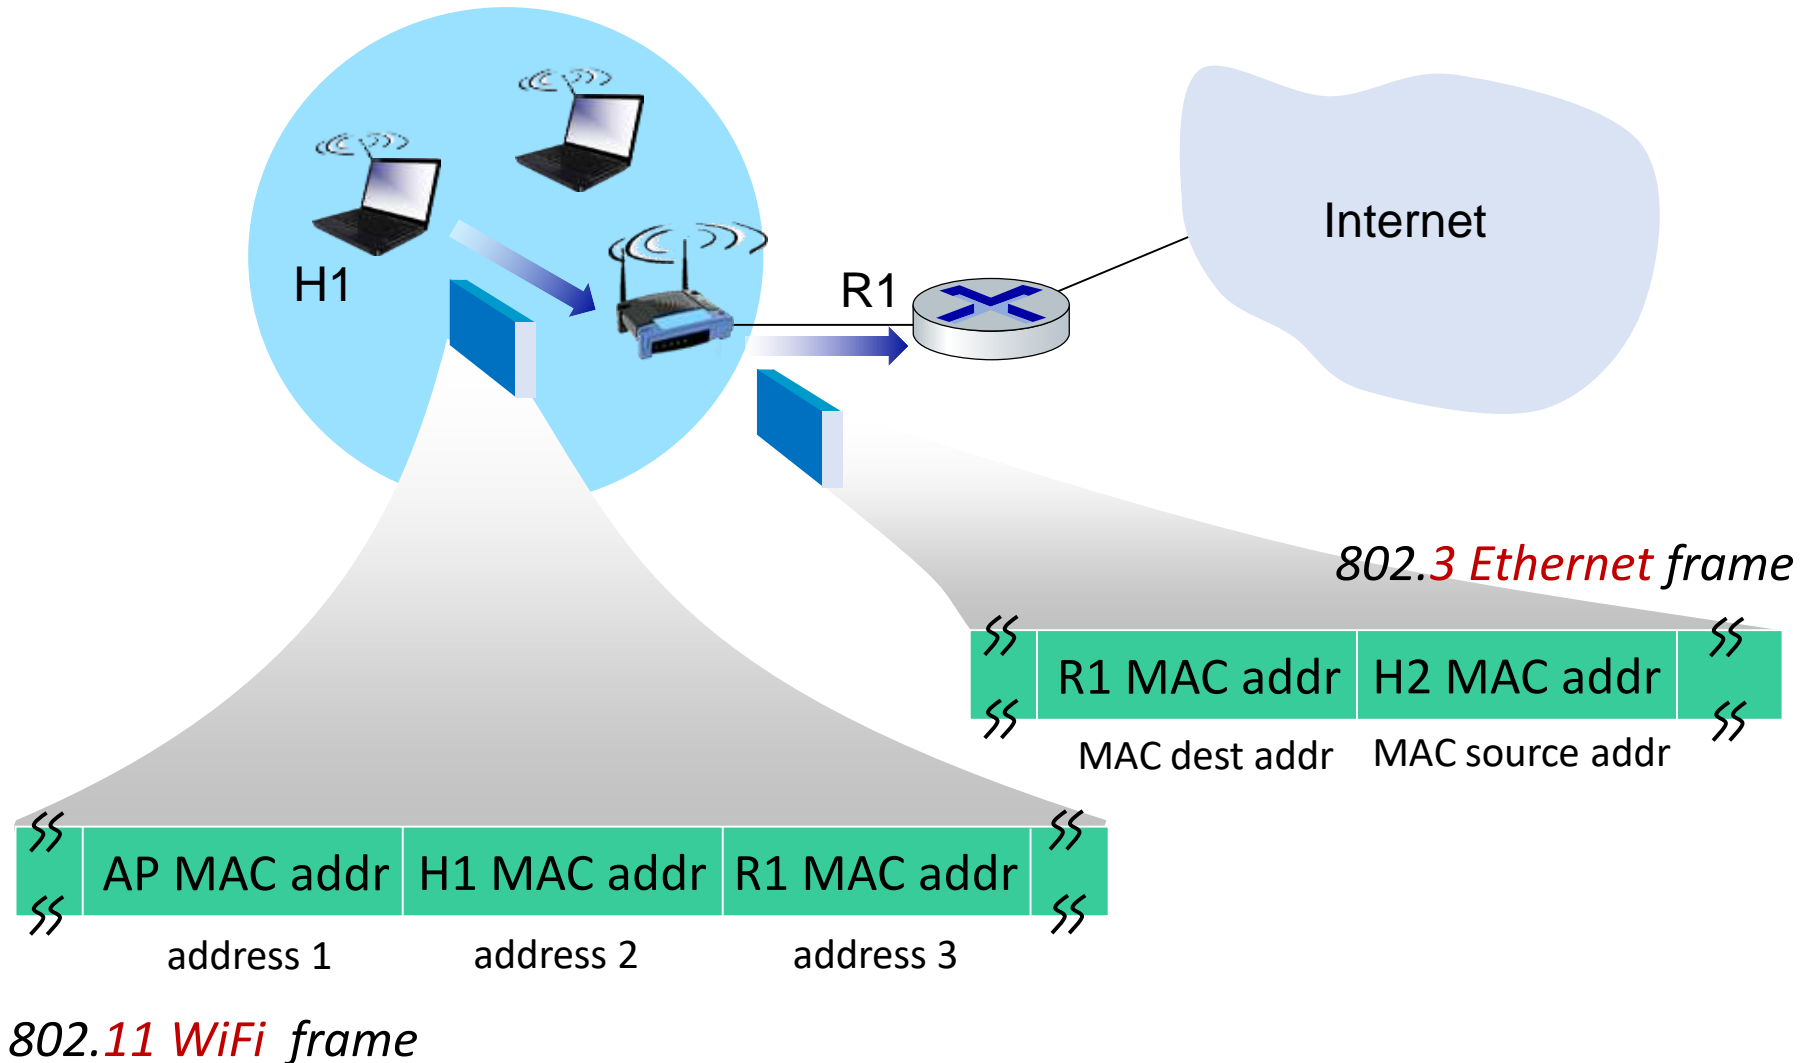 H1
R1
Internet
802.3 Ethernet frame
R1 MAC addr H2 MAC addr
MAC dest addr MAC source addr
AP MAC addr H1 MAC addr R1 MAC addr
address 1 address 2 address 3
802.11 WiFi frame